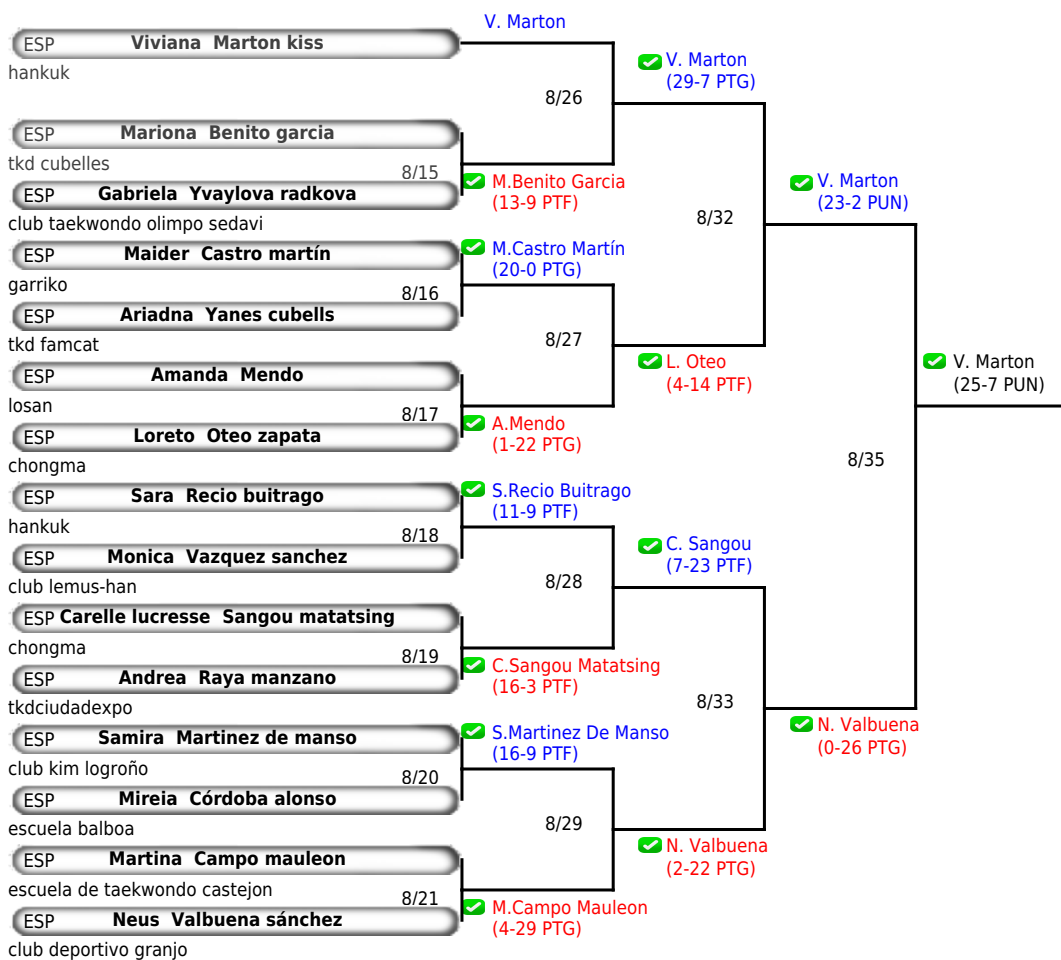 V. Marton
ESP Viviana Marton kiss
hankuk
V. Marton
(29-7 PTG)
8/26
ESP Mariona Benito garcia
tkd cubelles
8/15
M.Benito Garcia
(13-9 PTF)
ESP Gabriela Yvaylova radkova
club taekwondo olimpo sedavi
V. Marton
(23-2 PUN)
8/32
ESP Maider Castro martín
garriko
M.Castro Martín
(20-0 PTG)
8/16
ESP Ariadna Yanes cubells
tkd famcat
8/27
L. Oteo
(4-14 PTF)
V. Marton
(25-7 PUN)
ESP Amanda Mendo
losan
8/17
A.Mendo
(1-22 PTG)
ESP Loreto Oteo zapata
chongma
8/35
ESP Sara Recio buitrago
hankuk
S.Recio Buitrago
(11-9 PTF)
8/18
ESP Monica Vazquez sanchez
club lemus-han
C. Sangou
(7-23 PTF)
8/28
ESP Carelle lucresse Sangou matatsing
chongma
8/19
C.Sangou Matatsing
(16-3 PTF)
ESP Andrea Raya manzano
tkdciudadexpo
8/33
N. Valbuena
(0-26 PTG)
ESP Samira Martinez de manso
club kim logroño
S.Martinez De Manso
(16-9 PTF)
8/20
ESP Mireia Córdoba alonso
escuela balboa
8/29
N. Valbuena
(2-22 PTG)
ESP Martina Campo mauleon
escuela de taekwondo castejon
8/21
M.Campo Mauleon
(4-29 PTG)
ESP Neus Valbuena sánchez
club deportivo granjo